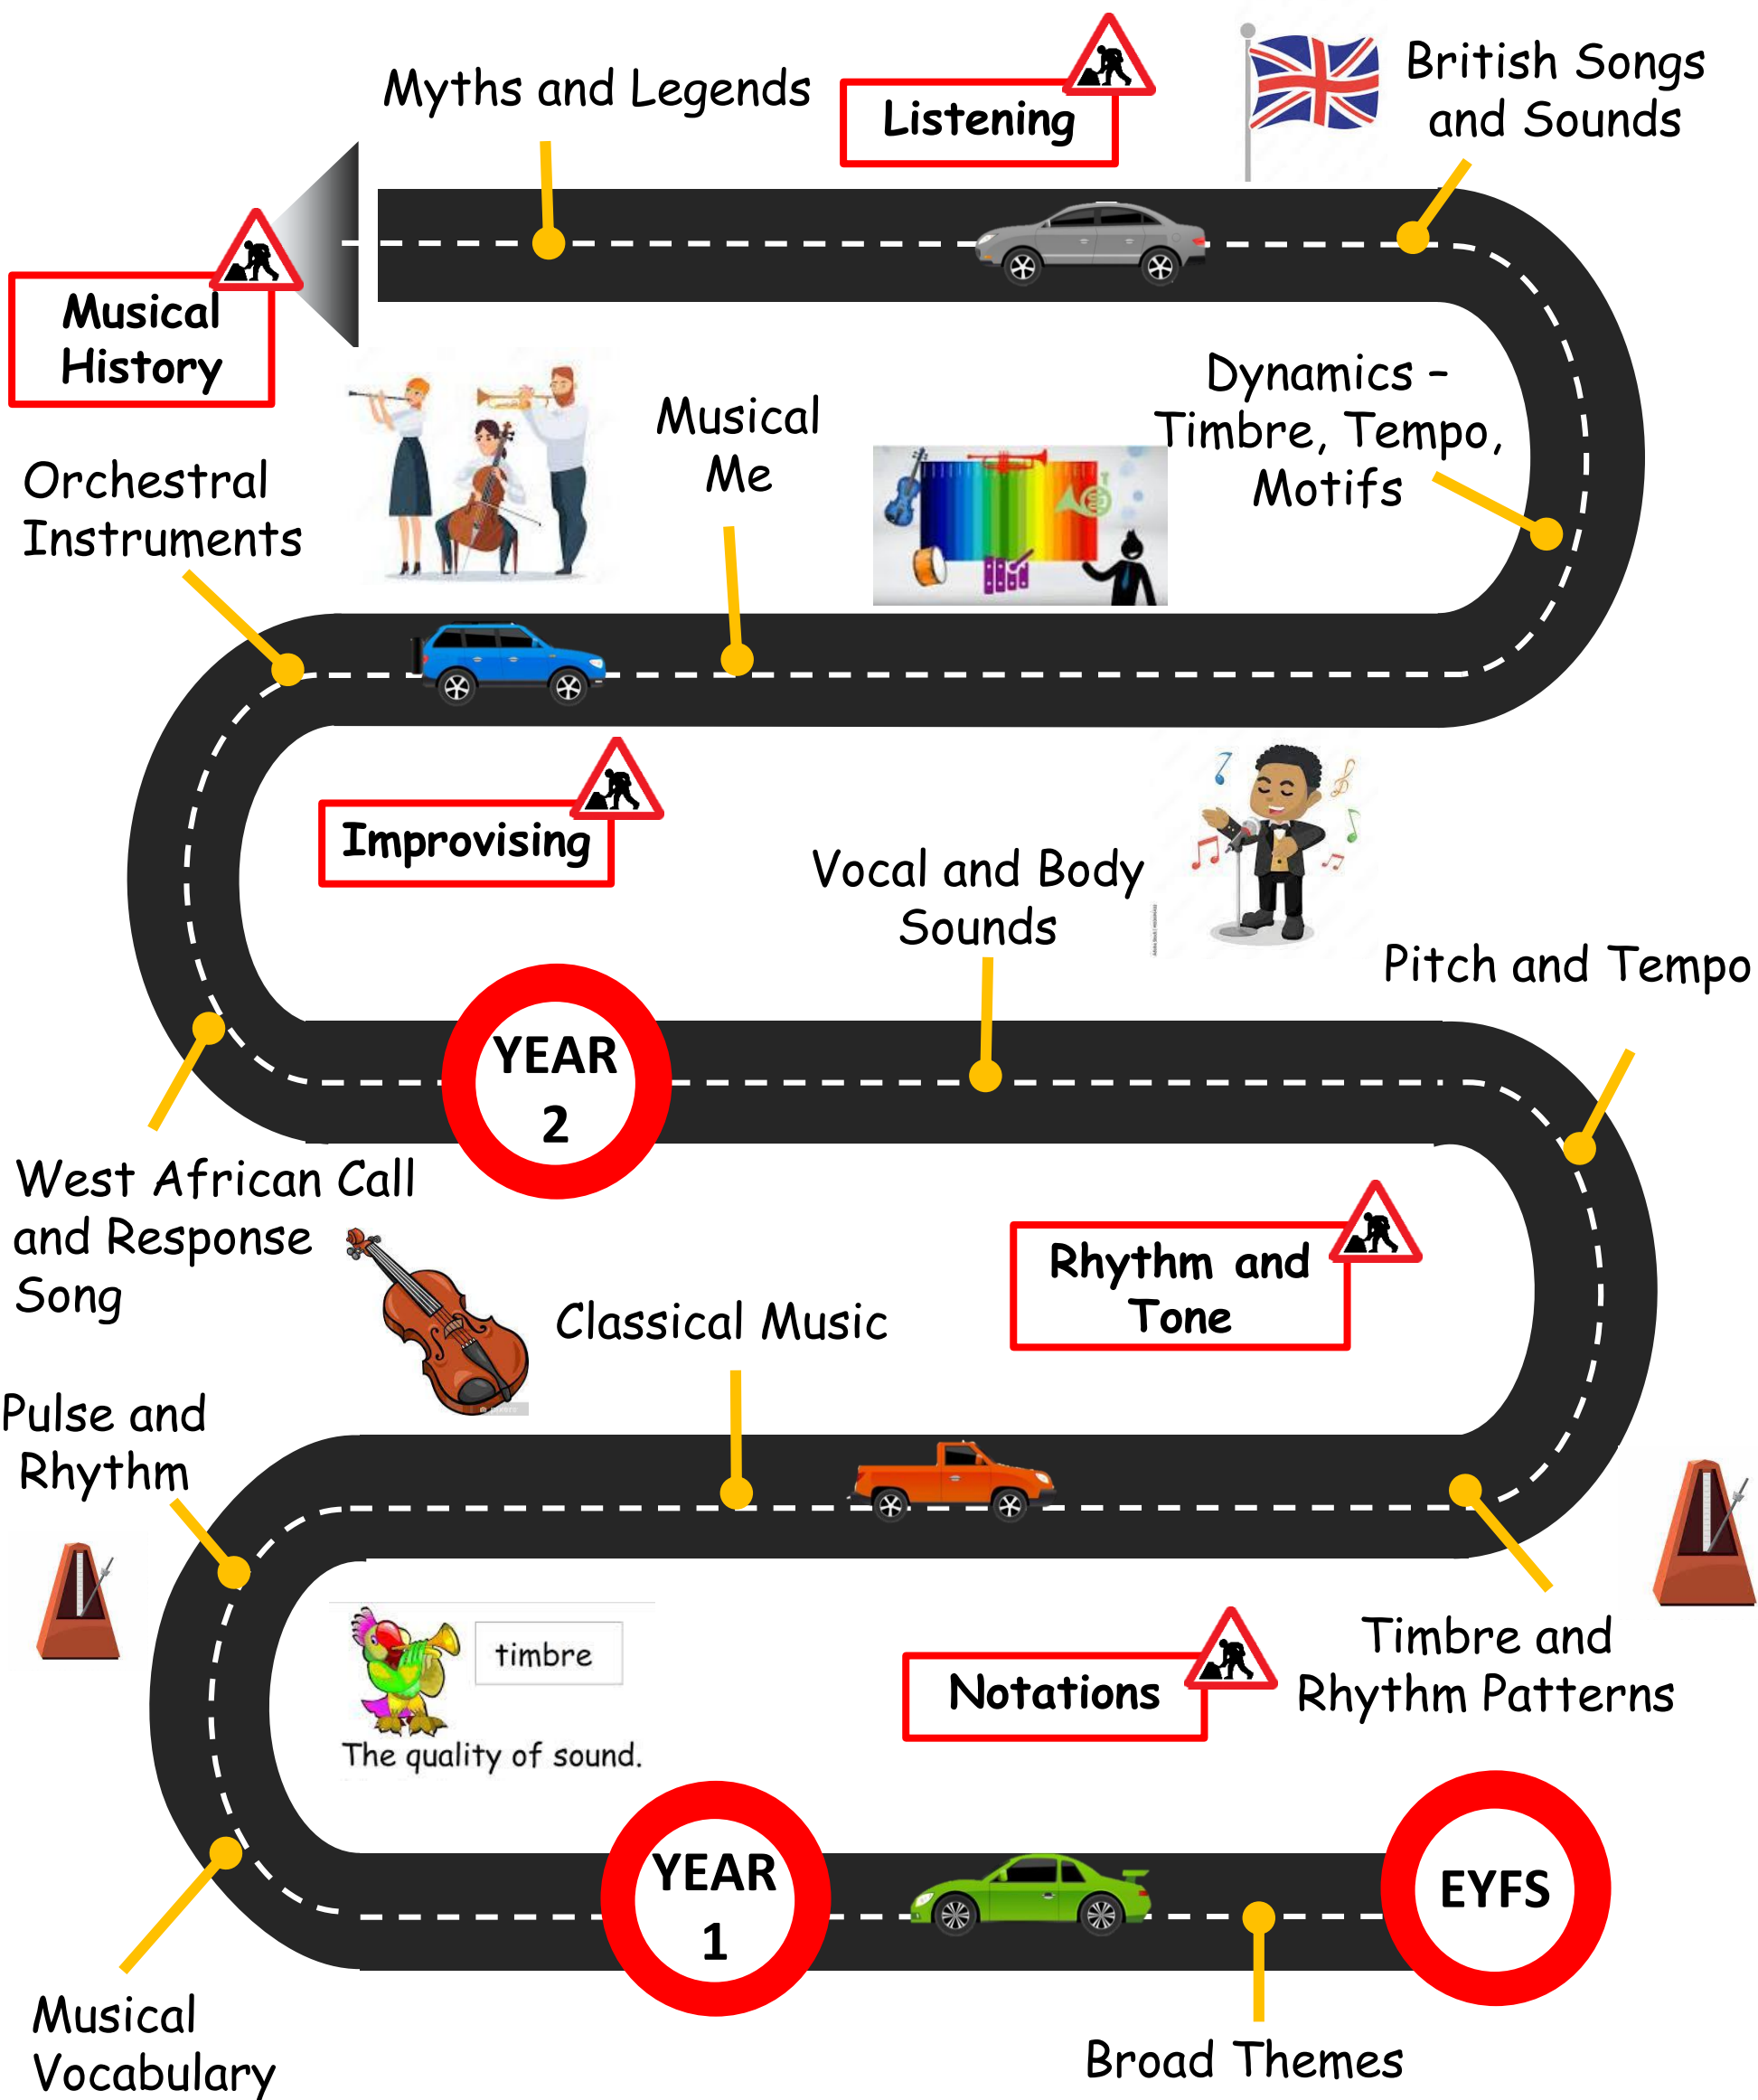 Myths and Legends
Listening
British Songs
and Sounds
Musical
History
Dynamics –
Timbre, Tempo,
Motifs
Musical
Me
Orchestral
Instruments
Improvising
Vocal and Body
Sounds
Pitch and Tempo
YEAR
2
West African Call
and Response
Song
Rhythm and
Tone
Classical Music
Pulse and
Rhythm
timbre
The quality of sound.
Notations
Timbre and
Rhythm Patterns
YEAR
1
EYFS
Musical
Vocabulary
Broad Themes